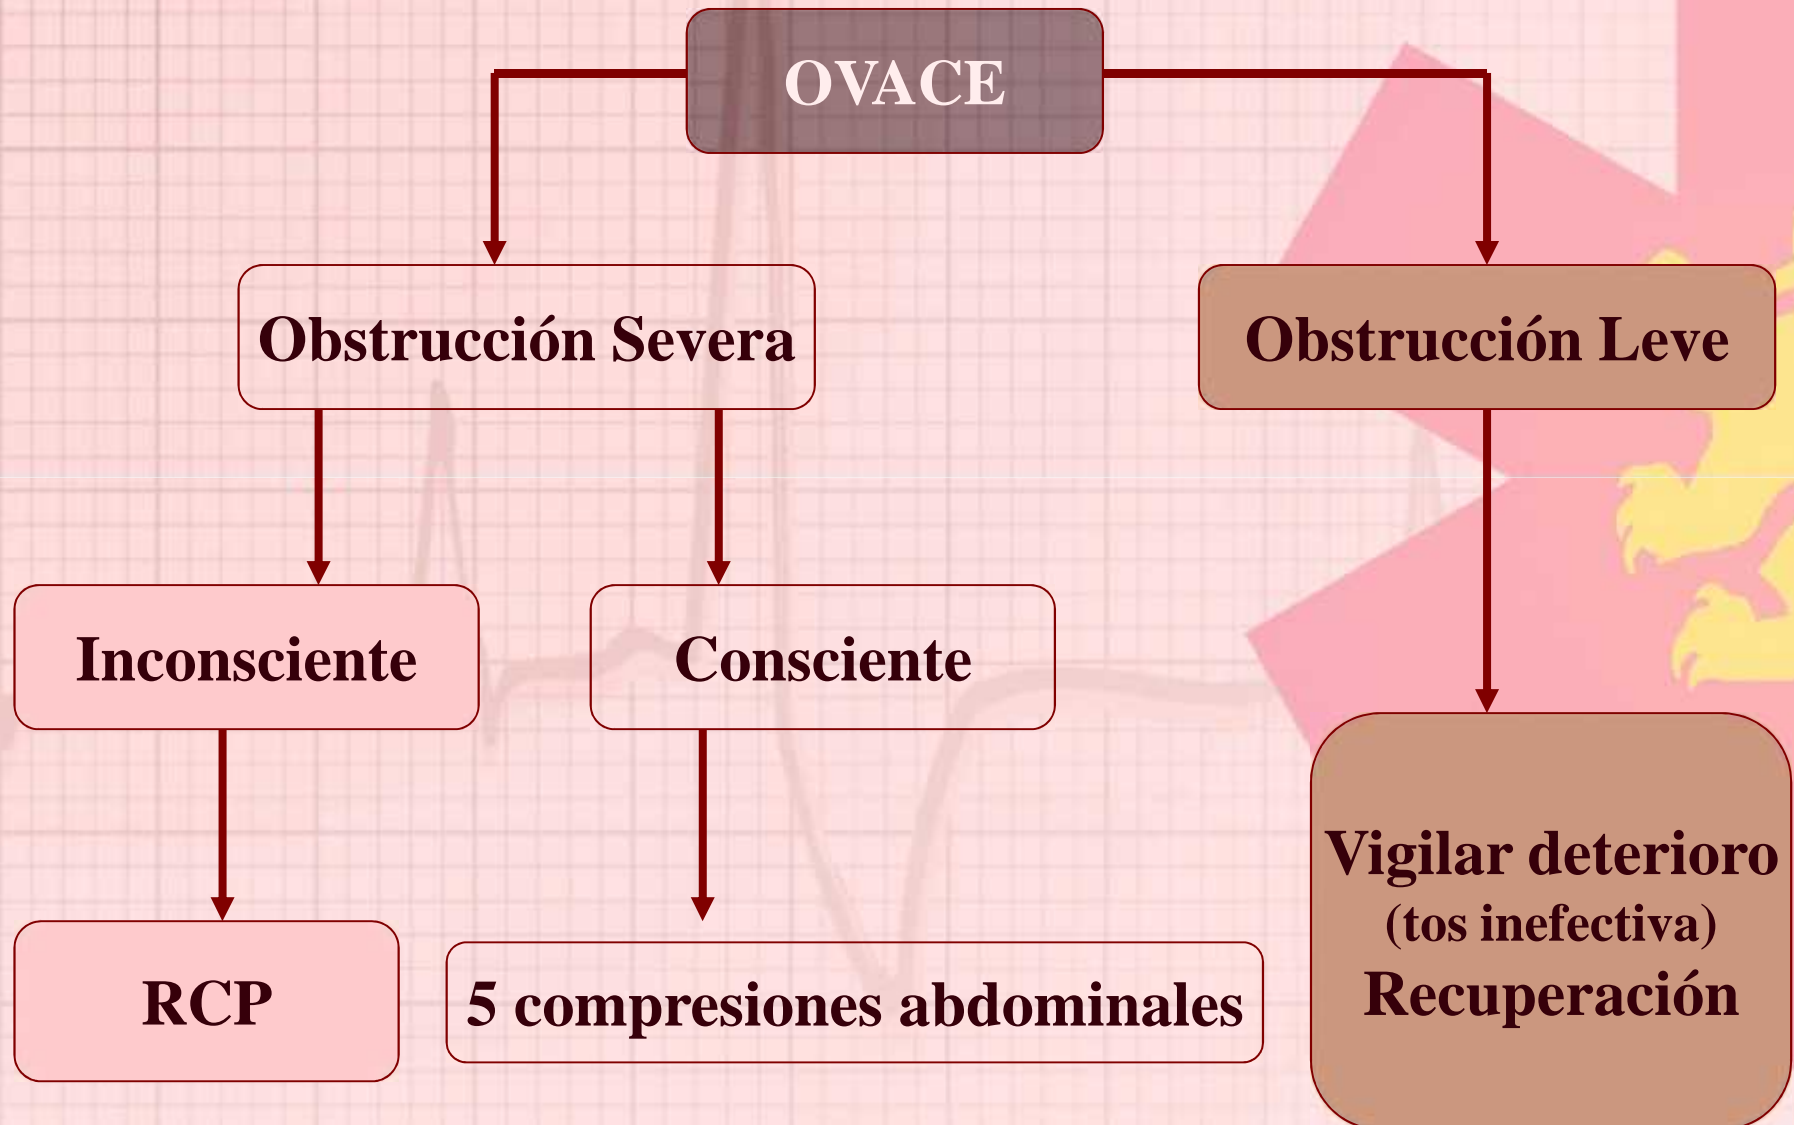 OVACE
Obstrucción Severa
Obstrucción Leve
Inconsciente
Consciente
RCP
5 compresiones abdominales
Vigilar deterioro
(tos inefectiva)
Recuperación